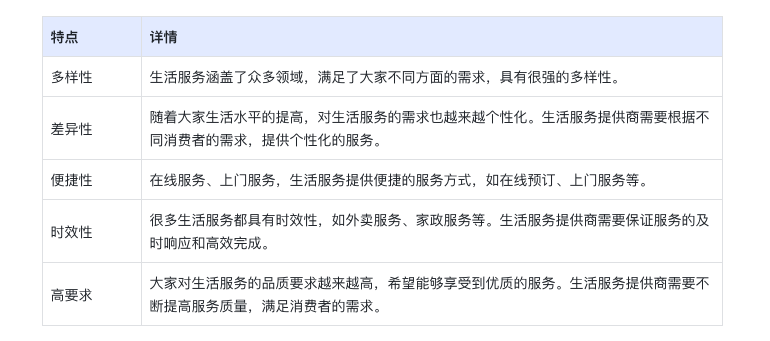 特点
详情
多样性
生活服务涵盖了众多领域，满足了大家不同方面的需求，具有很强的多样性。
差异性
随着大家生活水平的提高，对生活服务的需求也越来越个性化。生活服务提供商需要根据不
同消费者的需求，提供个性化的服务。
便捷性
在线服务、上门服务，生活服务提供便捷的服务方式，如在线预订、上门服务等。
时效性
很多生活服务都具有时效性，如外卖服务、家政服务等。生活服务提供商需要保证服务的及
时响应和高效完成。
高要求
大家对生活服务的品质要求越来越高，希望能够享受到优质的服务。生活服务提供商需要不
断提高服务质量，满足消费者的需求。